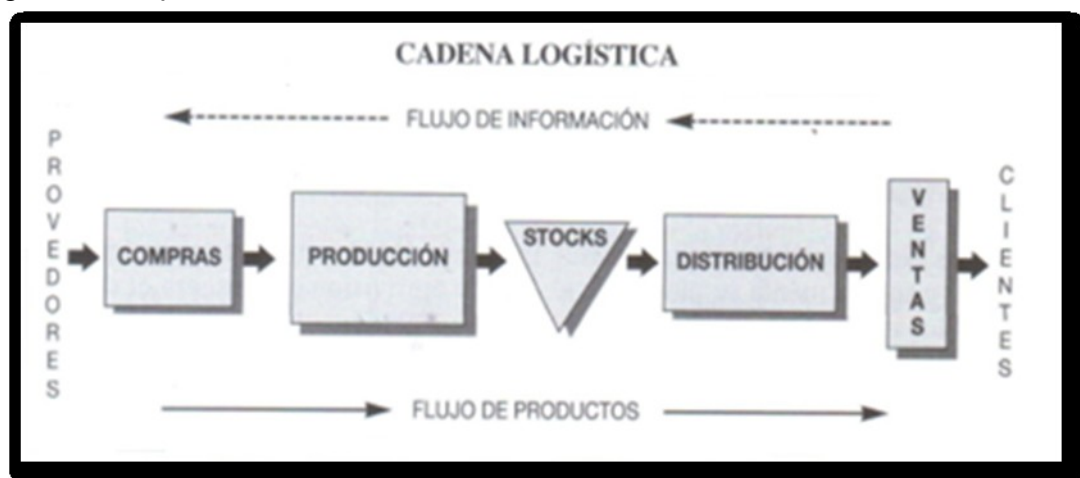 CADENA LOGÍSTICA
FLUJO DE INFORMACIÓN
PROVEDORES
COMPRAS
PRODUCCIÓN
STOCKS
DISTRIBUCIÓN
VENTAS
CLIENTES
FLUJO DE PRODUCTOS